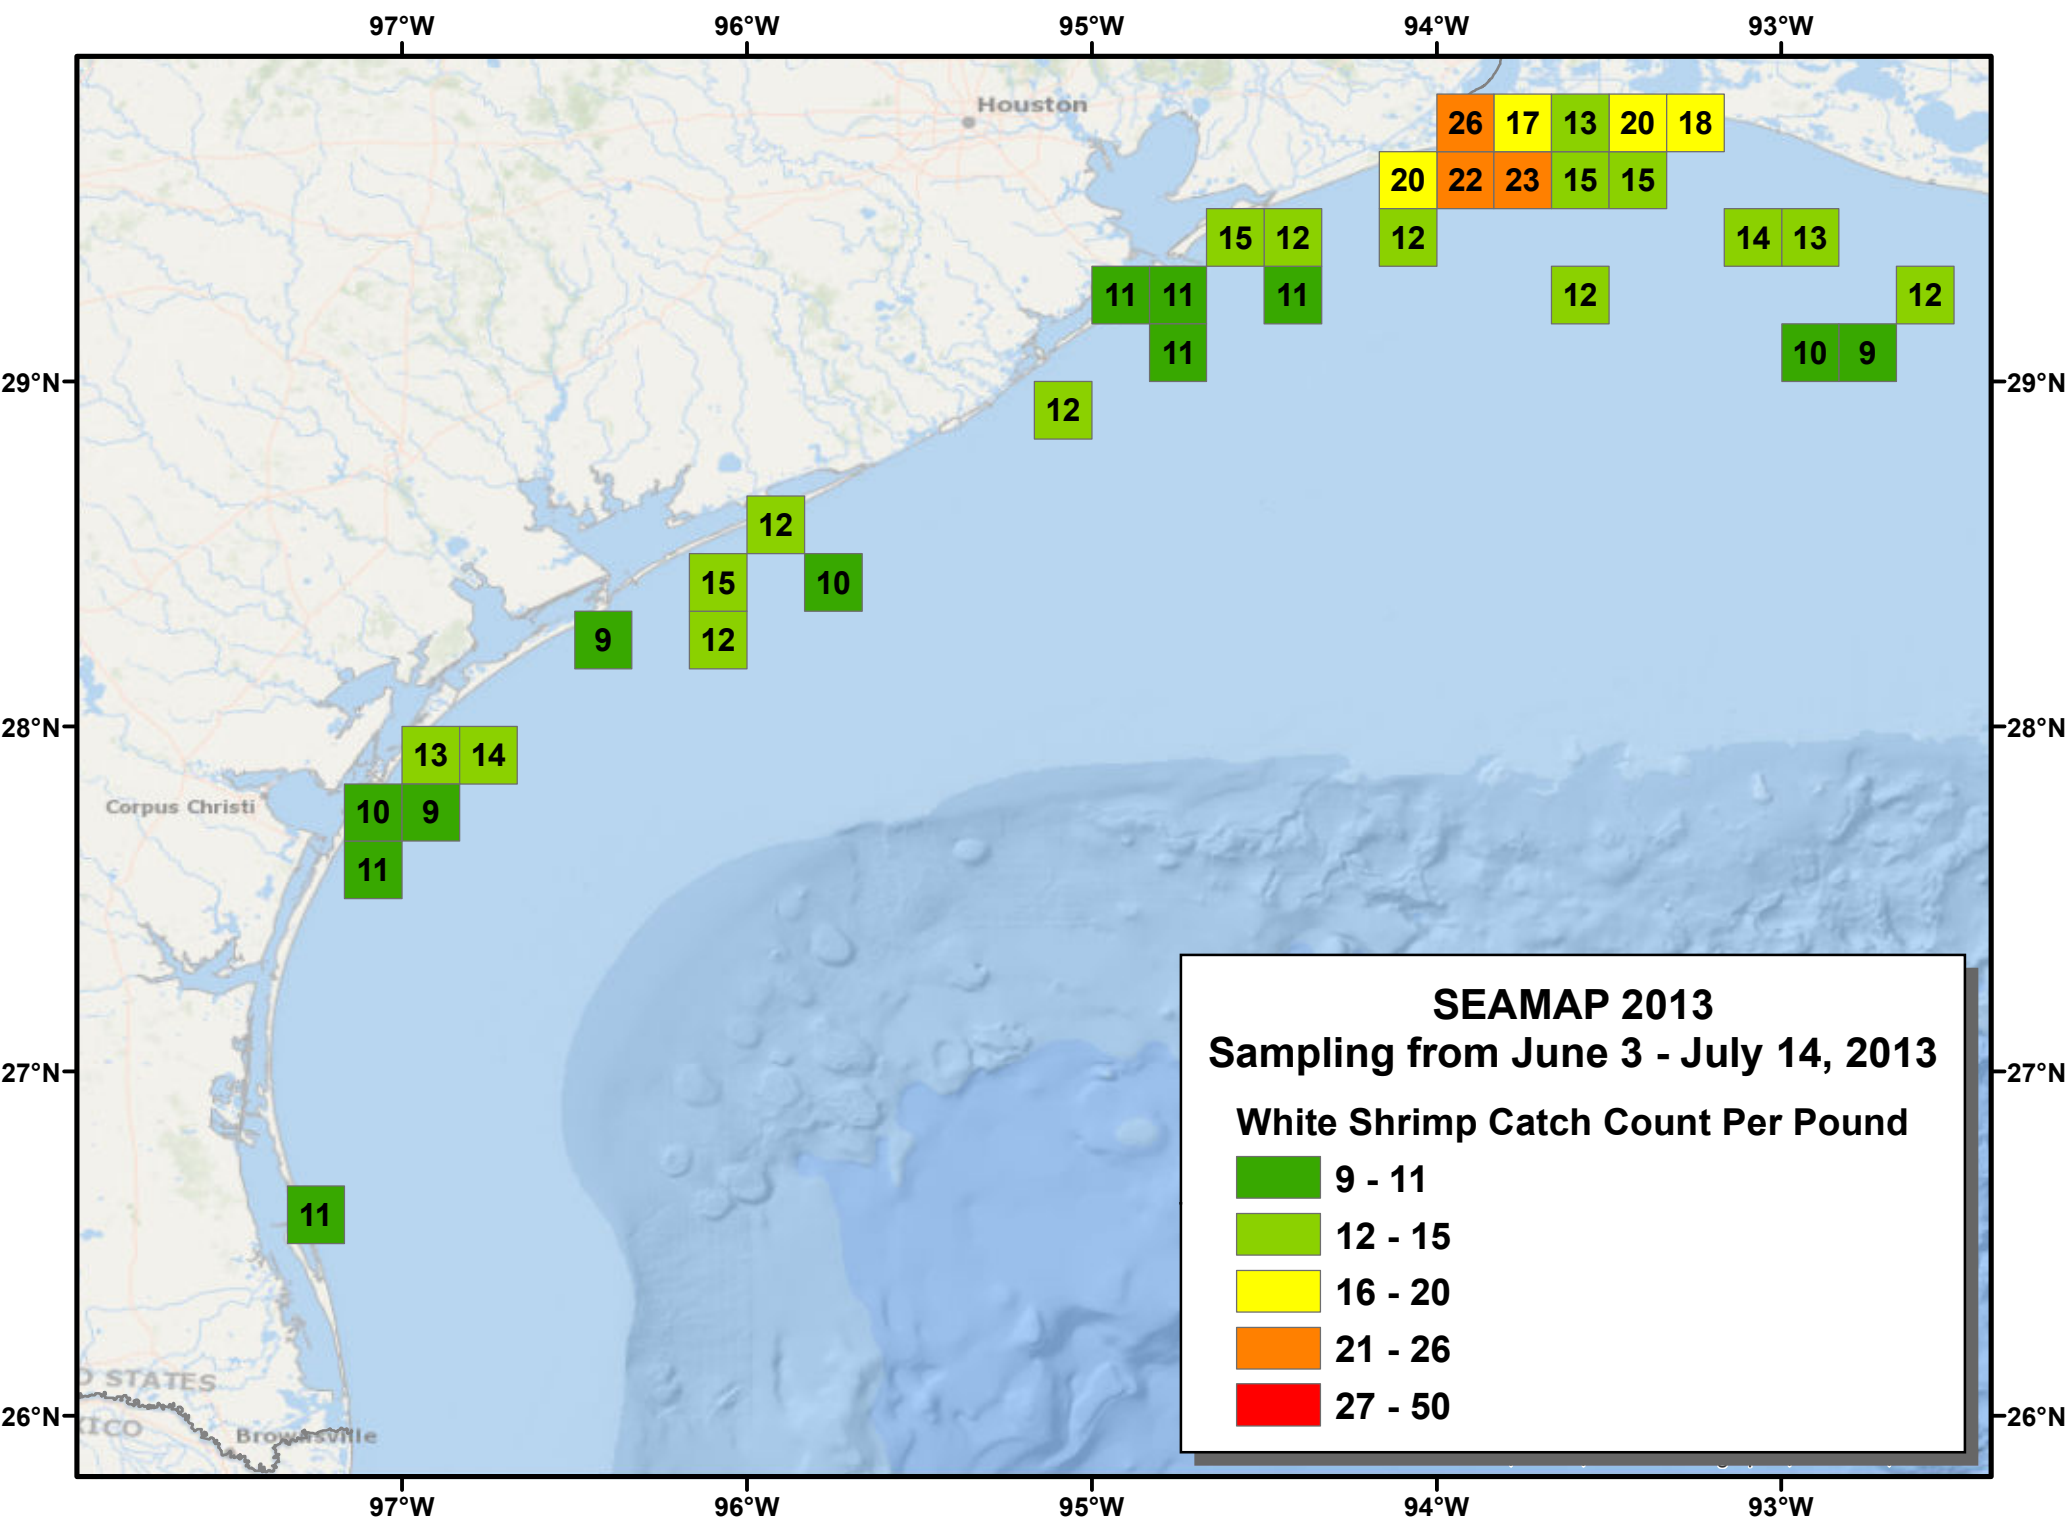 97°W 96°W 95°W 94°W 93°W
Houston
26 17 13 20 18
20 22 23 15 15
15 12 12 14 13
11 11 11 12 12
11 10 9
29°N 29°N
12
12
15 10
9 12
28°N 28°N
13 14
Corpus Christi 10 9
11
SEAMAP 2013
Sampling from June 3 - July 14, 2013
27°N 27°N
White Shrimp Catch Count Per Pound
9 - 11
11
12 - 15
16 - 20
21 - 26
STATES
27 - 50
26°N 26°N
Brownsville
97°W 96°W 95°W 94°W 93°W